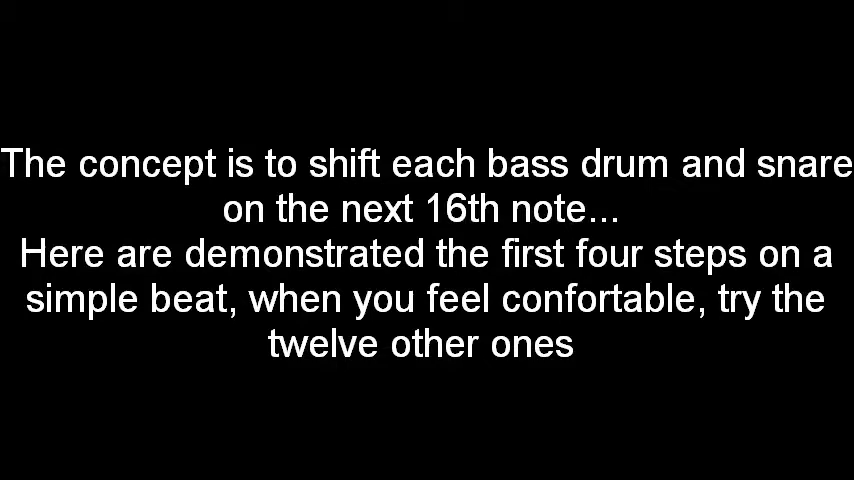 The concept is to shift each bass drum and snare
on the next 16th note...
Here are demonstrated the first four steps on a
simple beat, when you feel confortable, try the
twelve other ones